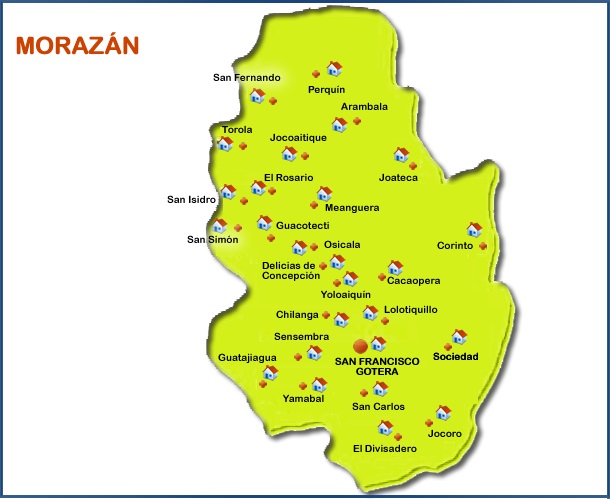 MORAZÁN
San Fernando
Perquín
Arambala
Torola
Jocoaitique
Joateca
El Rosario
San Isidro
Meanguera
Guacotecti
San Simón
Osicala
Corinto
Delicias de
Concepción
Cacaopera
Yoloaiquín
Chilanga
Lolotiquillo
Sensembra
Guatajiagua
SAN FRANCISCO
GOTERA
Sociedad
Yamabal
San Carlos
Jocoro
El Divisadero